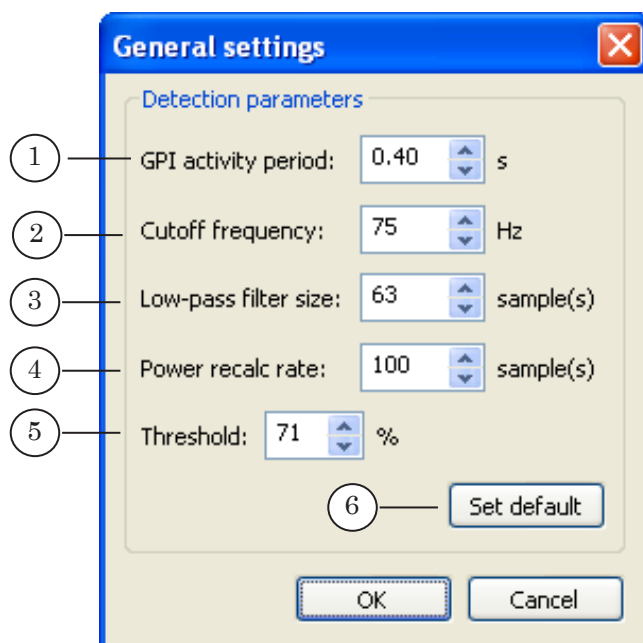 General settings
Detection parameters
1 GPI activity period: 0.40 s
2 Cutoff frequency: 75 Hz
3 Low-pass filter size: 63 sample(s)
4 Power recalc rate: 100 sample(s)
5 Threshold: 71 %
6 Set default
OK Cancel